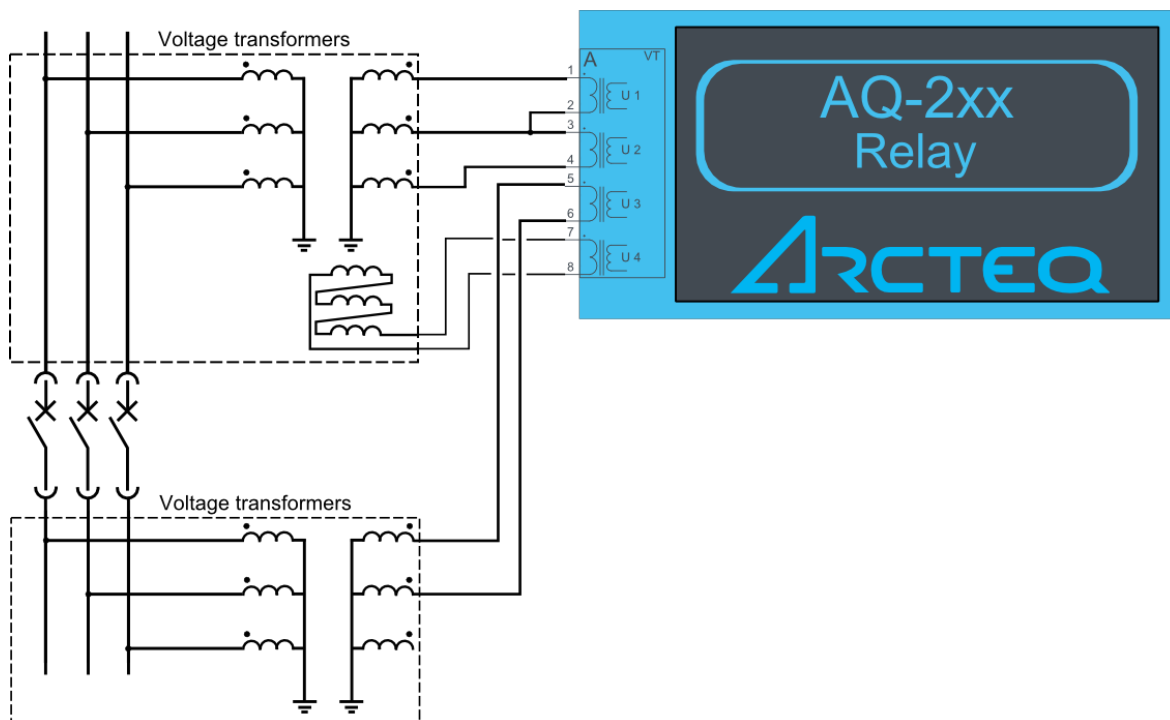 Voltage transformers
A
VT
1
U 1
2
3
U 2
4
5
U 3
6
7
U 4
8
AQ-2xx
Relay
ARCTEQ
Voltage transformers